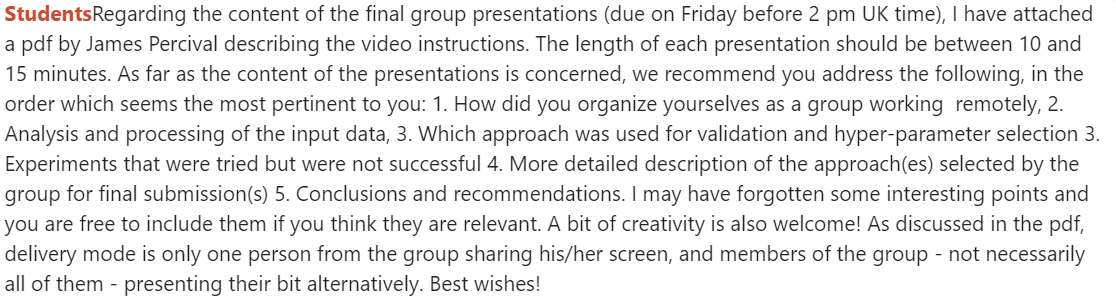 StudentsRegarding the content of the final group presentations (due on Friday before 2 pm UK time), I have attached
a pdf by James Percival describing the video instructions. The length of each presentation should be between 10 and
15 minutes. As far as the content of the presentations is concerned, we recommend you address the following, in the
order which seems the most pertinent to you: 1. How did you organize yourselves as a group working  remotely, 2.
Analysis and processing of the input data, 3. Which approach was used for validation and hyper-parameter selection 3.
Experiments that were tried but were not successful 4. More detailed description of the approach(es) selected by the
group for final submission(s) 5. Conclusions and recommendations. I may have forgotten some interesting points and
you are free to include them if you think they are relevant. A bit of creativity is also welcome! As discussed in the pdf,
delivery mode is only one person from the group sharing his/her screen, and members of the group - not necessarily
all of them - presenting their bit alternatively. Best wishes!